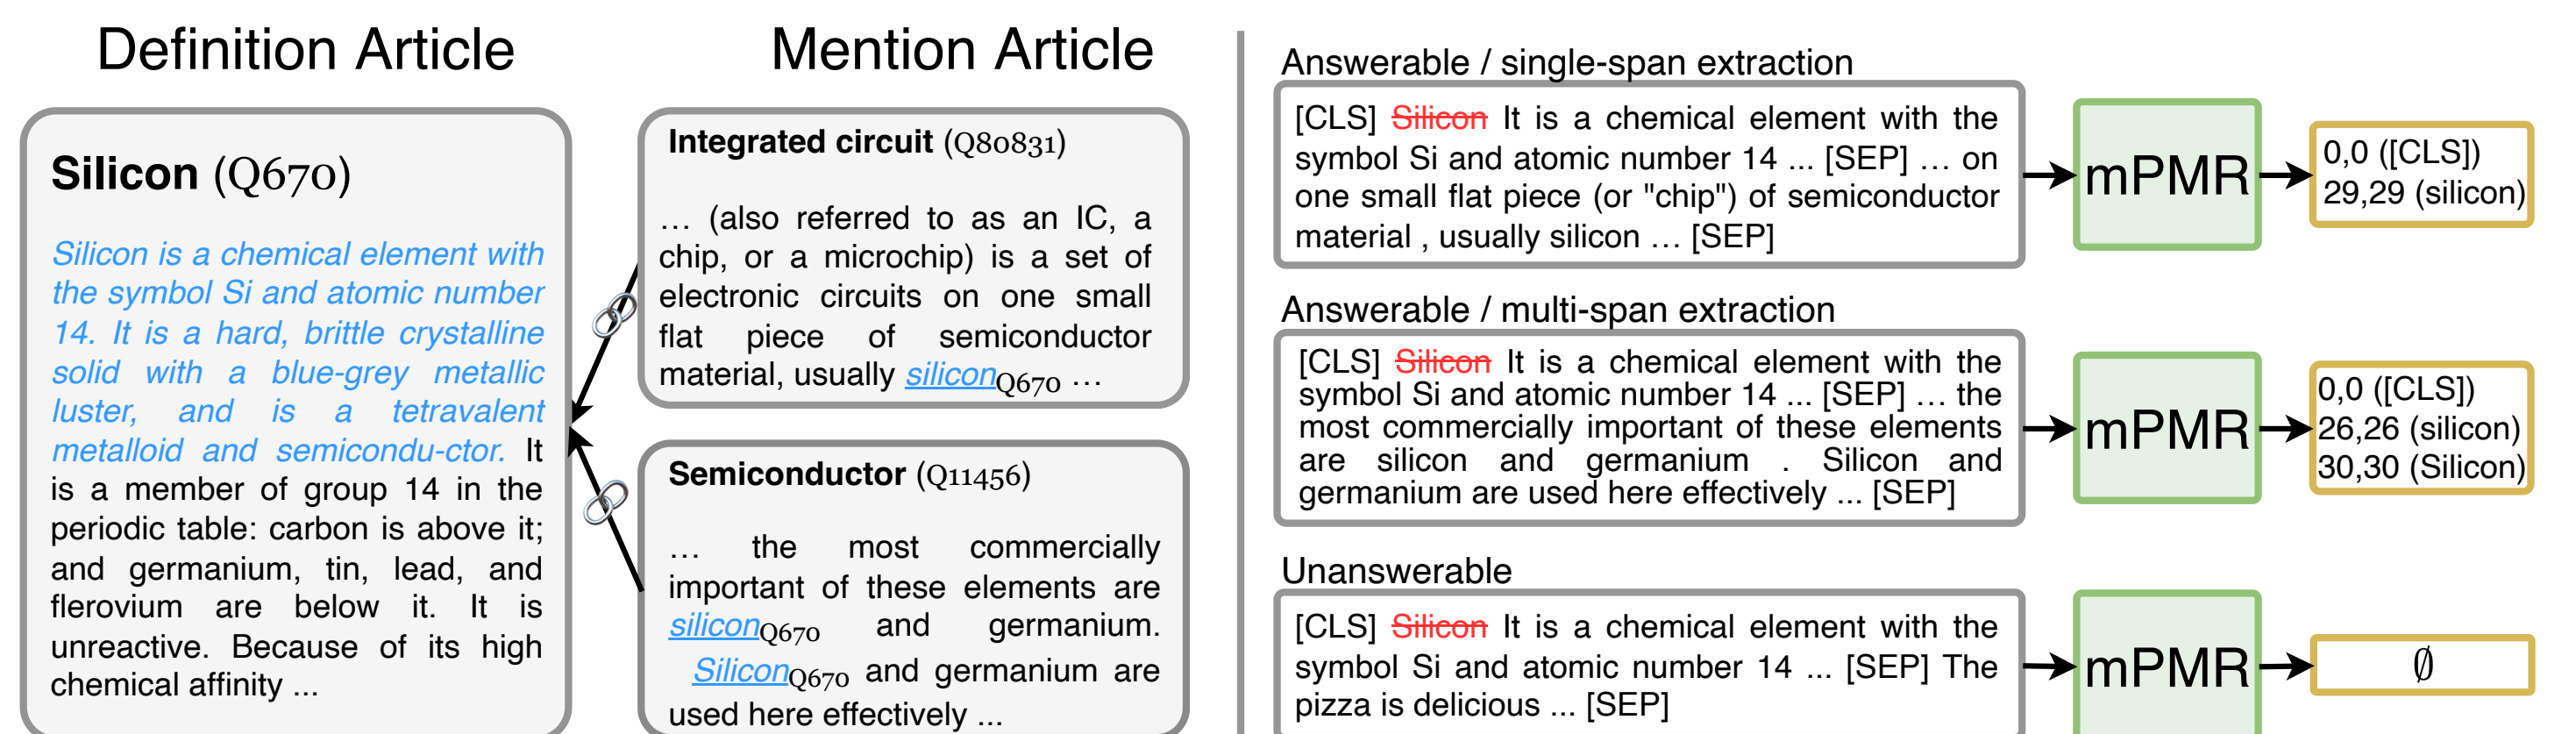 Definition Article
Silicon (Q670)
Silicon is a chemical element with
the symbol Si and atomic number
14. It is a hard, brittle crystalline
solid with a blue-grey metallic
luster, and is a tetravalent
metalloid and semicondu-ctor. It
is a member of group 14 in the
periodic table: carbon is above it;
and germanium, tin, lead, and
flerovium are below it. It is
unreactive. Because of its high
chemical affinity ...
Mention Article
Integrated circuit (Q80831)
… (also referred to as an IC, a
chip, or a microchip) is a set of
electronic circuits on one small
flat piece of semiconductor
material, usually siliconQ670 …
Semiconductor (Q11456)
… the most commercially
important of these elements are
siliconQ670 and germanium.
SiliconQ670 and germanium are
used here effectively ...
Answerable / single-span extraction
[CLS] Silicon It is a chemical element with the
symbol Si and atomic number 14 ... [SEP] … on
one small flat piece (or "chip") of semiconductor
material , usually silicon … [SEP]
mPMR
0,0 ([CLS])
29,29 (silicon)
Answerable / multi-span extraction
[CLS] Silicon It is a chemical element with the
symbol Si and atomic number 14 ... [SEP] … the
most commercially important of these elements
are silicon and germanium . Silicon and
germanium are used here effectively ... [SEP]
mPMR
0,0 ([CLS])
26,26 (silicon)
30,30 (Silicon)
Unanswerable
[CLS] Silicon It is a chemical element with the
symbol Si and atomic number 14 ... [SEP] The
pizza is delicious ... [SEP]
mPMR
∅